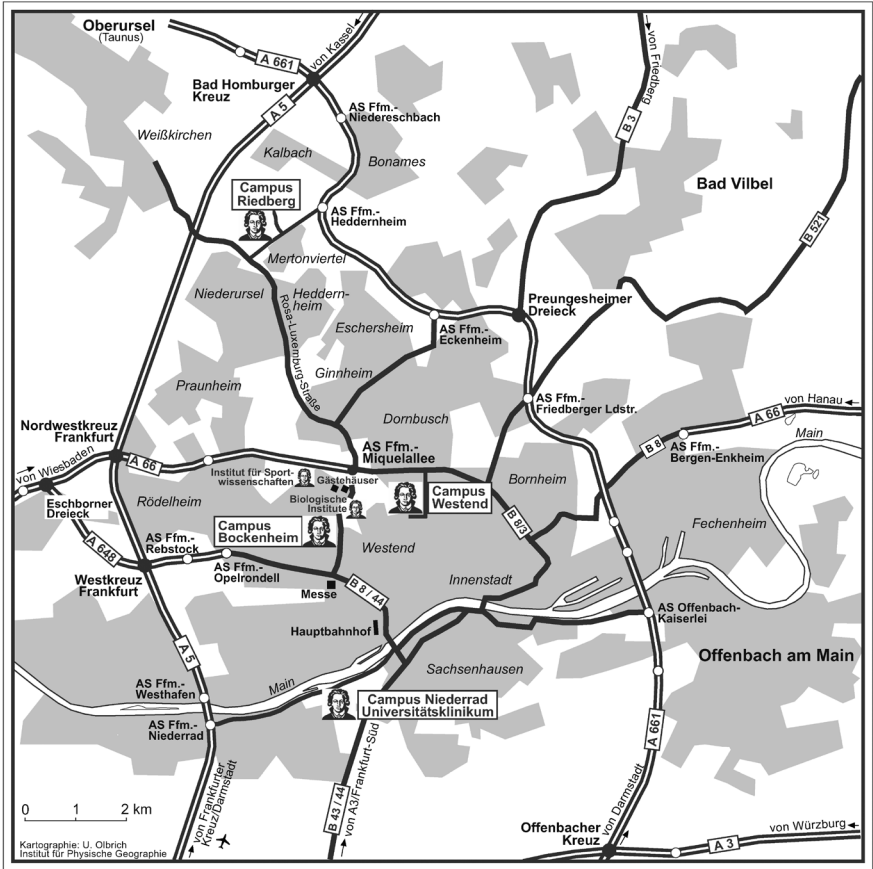 Oberursel
(Taunus)
A 661
von Kassel
von Friedberg
Bad Homburger
Kreuz
A 5
AS Ffm.-
Niedereschbach
B 3
Weißkirchen
Kalbach
Bonames
Bad Vilbel
Campus
Riedberg
AS Ffm.-
Heddernheim
B 521
Mertonviertel
Niederursel
Heddern-
heim
Rosa-Luxemburg-Straße
Eschersheim
Preungesheimer
Dreieck
AS Ffm.-
Eckenheim
Ginnheim
Praunheim
Dornbusch
AS Ffm.-
Friedberger Ldstr.
von Hanau
A 66
Nordwestkreuz
Frankfurt
von Wiesbaden
A 66
AS Ffm.-
Miquelallee
B 8
AS Ffm.-
Bergen-Enkheim
Main
Institut für Sport-
wissenschaften
Gästehäuser
Biologische
Institute
Campus
Westend
Bornheim
Eschborner
Dreieck
Rödelheim
Campus
Bockenheim
B 8/3
Fechenheim
A 648
AS Ffm.-
Rebstock
Westend
AS Ffm.-
Opelrondell
Westkreuz
Frankfurt
Messe
B 8 / 44
Innenstadt
AS Offenbach-
Kaiserlei
Hauptbahnhof
A 5
Sachsenhausen
Offenbach am Main
AS Ffm.-
Westhafen
Main
Campus Niederrad
Universitätsklinikum
AS Ffm.-
Niederrad
A 661
von Frankfurter
Kreuz/Darmstadt
B 43 / 44
von A3/Frankfurt-Süd
von Darmstadt
0 1 2 km
Offenbacher
Kreuz
von Würzburg
A 3
Kartographie: U. Olbrich
Institut für Physische Geographie